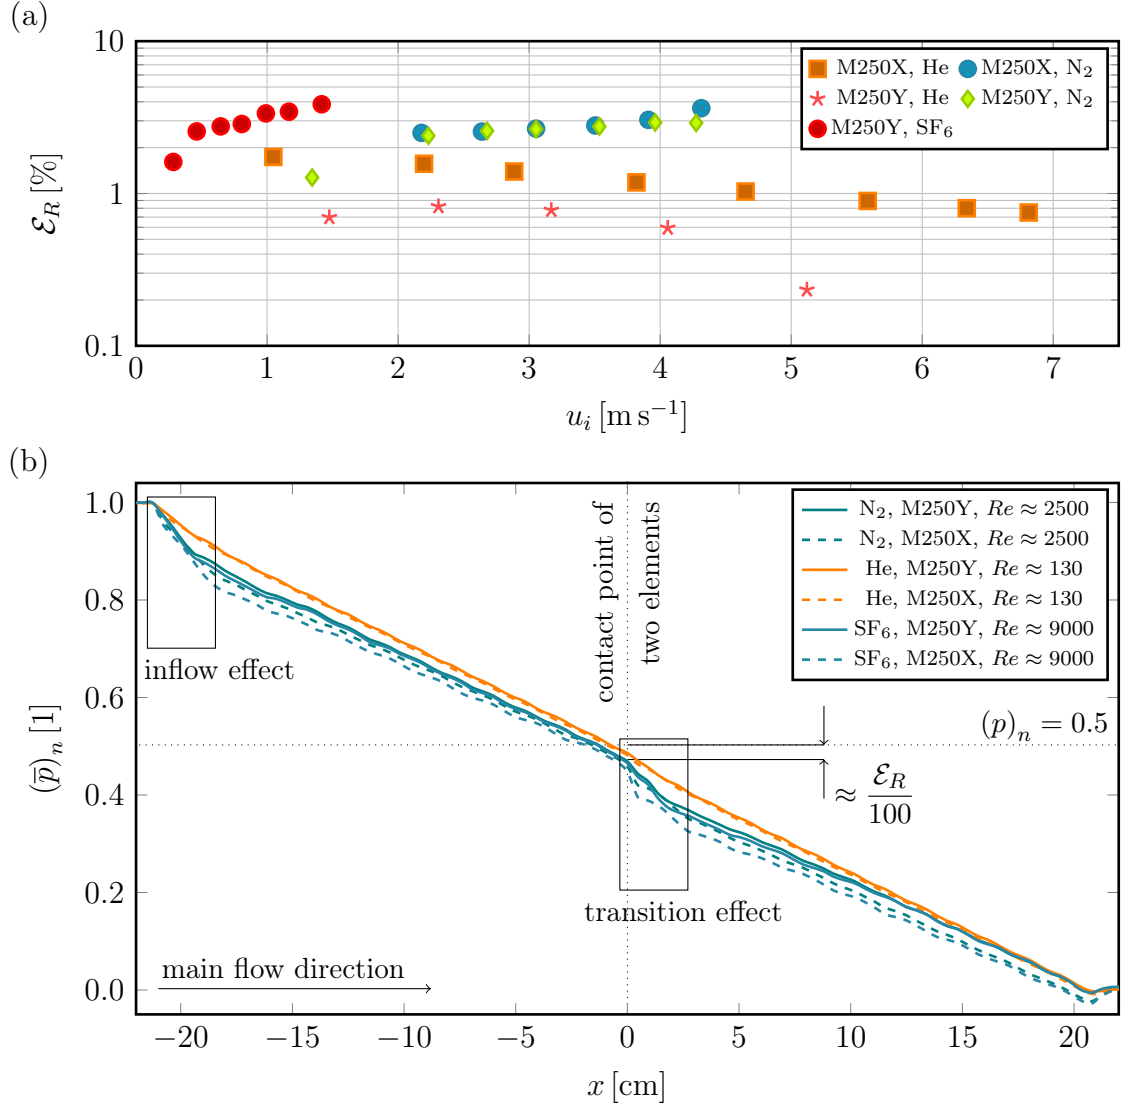 (a)
10
1
0.1
ℰ_R [%]
M250X, He
M250X, N₂
M250Y, He
M250Y, N₂
M250Y, SF₆
0 1 2 3 4 5 6 7
u_i [m s⁻¹]
(b)
1.0
0.8
0.6
0.4
0.2
0.0
(p̅)_n [1]
inflow effect
contact point of
two elements
N₂, M250Y, Re ≈ 2500
N₂, M250X, Re ≈ 2500
He, M250Y, Re ≈ 130
He, M250X, Re ≈ 130
SF₆, M250Y, Re ≈ 9000
SF₆, M250X, Re ≈ 9000
(p)_n = 0.5
≈ ℰ_R/100
transition effect
main flow direction
−20 −15 −10 −5 0 5 10 15 20
x [cm]